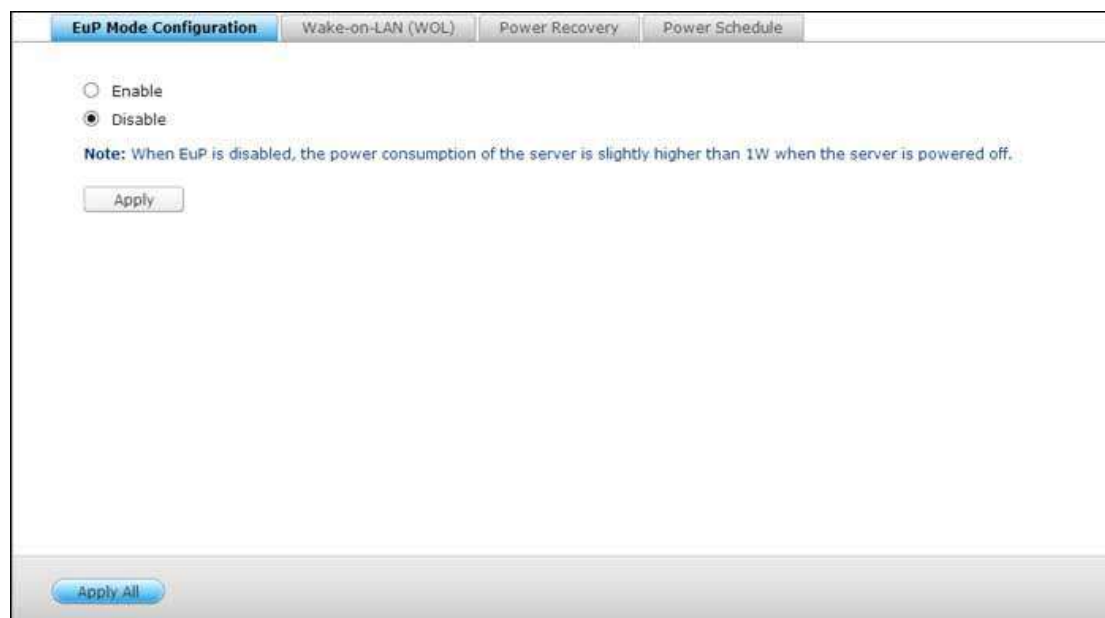 EuP Mode Configuration Wake-on-LAN (WOL) Power Recovery Power Schedule
Enable
Disable
Note: When EuP is disabled, the power consumption of the server is slightly higher than 1W when the server is powered off.
Apply
Apply All